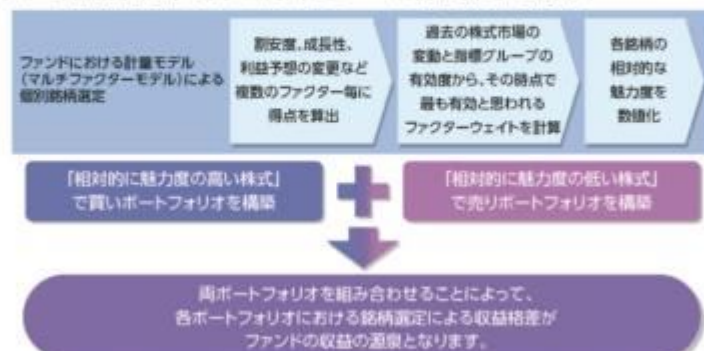 ファンドにおける計量モデル
(マルチファクターモデル)による
個別銘柄選定
割安度、成長性、
利益予想の変更など
複数のファクター毎に
得点を算出
過去の株式市場の
変動と指標グループの
有効度から、その時点で
最も有効と思われる
ファクターウェイトを計算
各銘柄の
相対的な
魅力度を
数値化
「相対的に魅力度の高い株式」
で買いポートフォリオを構築
「相対的に魅力度の低い株式」
で売りポートフォリオを構築
両ポートフォリオを組み合わせることによって、
各ポートフォリオにおける銘柄選定による収益格差が
ファンドの収益の源泉となります。